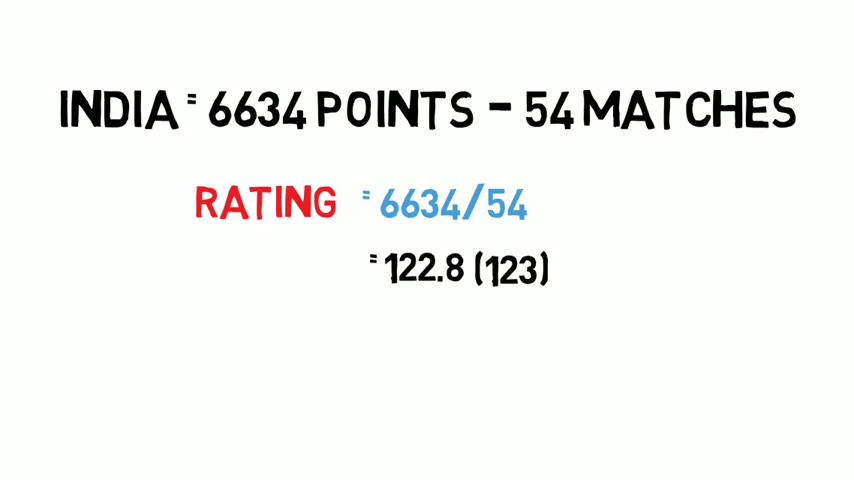 INDIA = 6634 POINTS - 54 MATCHES
RATING = 6634/54
= 122.8 (123)